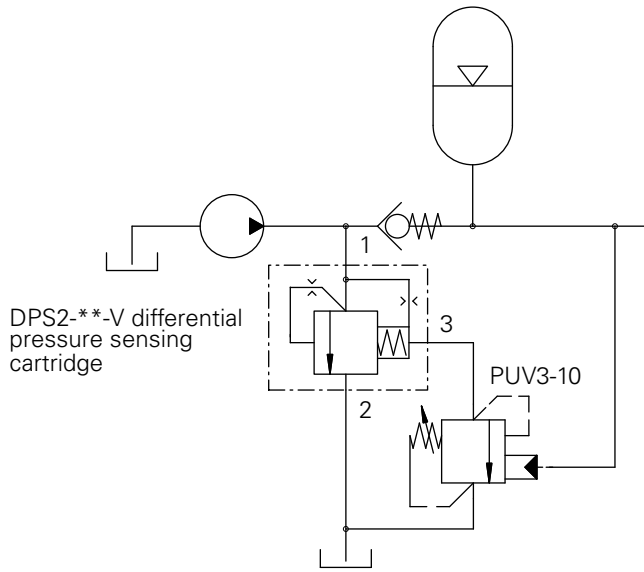 1
DPS2-**-V differential
pressure sensing
cartridge
3
PUV3-10
2